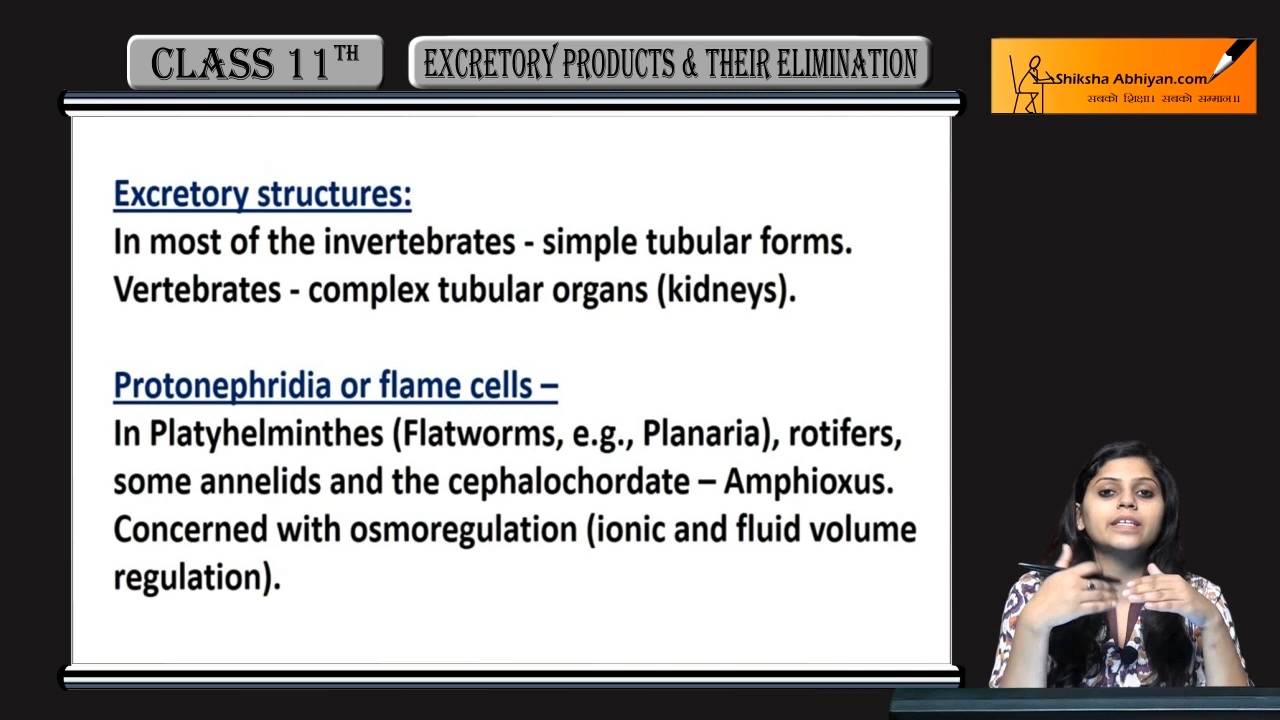 CLASS 11TH
EXCRETORY PRODUCTS & THEIR ELIMINATION
Shiksha Abhiyan.com
सबको शिक्षा। सबको सम्मान॥
Excretory structures:
In most of the invertebrates - simple tubular forms.
Vertebrates - complex tubular organs (kidneys).
Protonephridia or flame cells –
In Platyhelminthes (Flatworms, e.g., Planaria), rotifers,
some annelids and the cephalochordate – Amphioxus.
Concerned with osmoregulation (ionic and fluid volume
regulation).